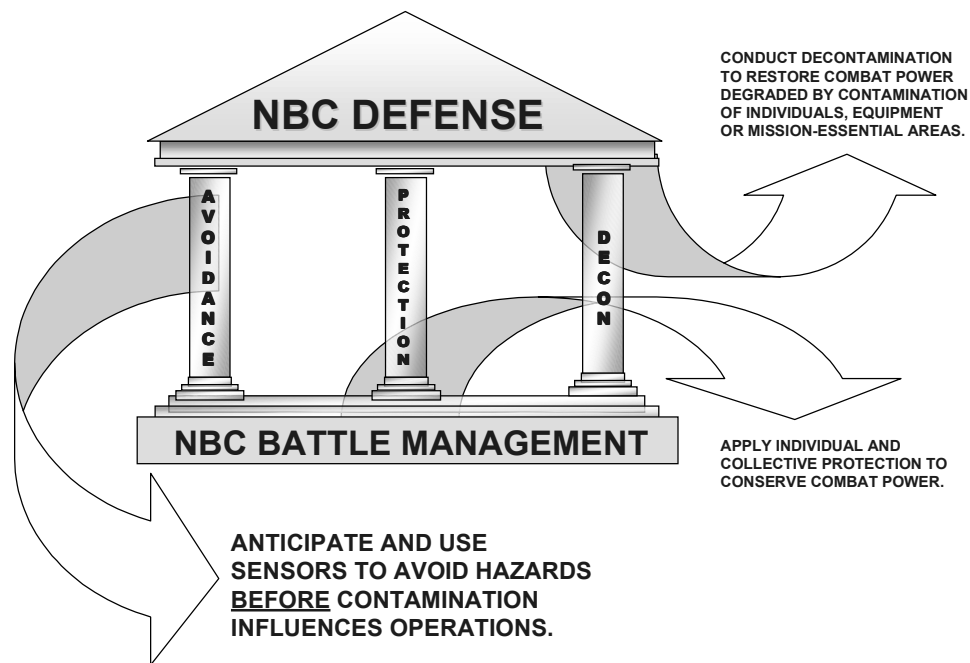 NBC DEFENSE
AVOIDANCE
PROTECTION
DECON
NBC BATTLE MANAGEMENT
CONDUCT DECONTAMINATION
TO RESTORE COMBAT POWER
DEGRADED BY CONTAMINATION
OF INDIVIDUALS, EQUIPMENT
OR MISSION-ESSENTIAL AREAS.
APPLY INDIVIDUAL AND
COLLECTIVE PROTECTION TO
CONSERVE COMBAT POWER.
ANTICIPATE AND USE
SENSORS TO AVOID HAZARDS
BEFORE CONTAMINATION
INFLUENCES OPERATIONS.